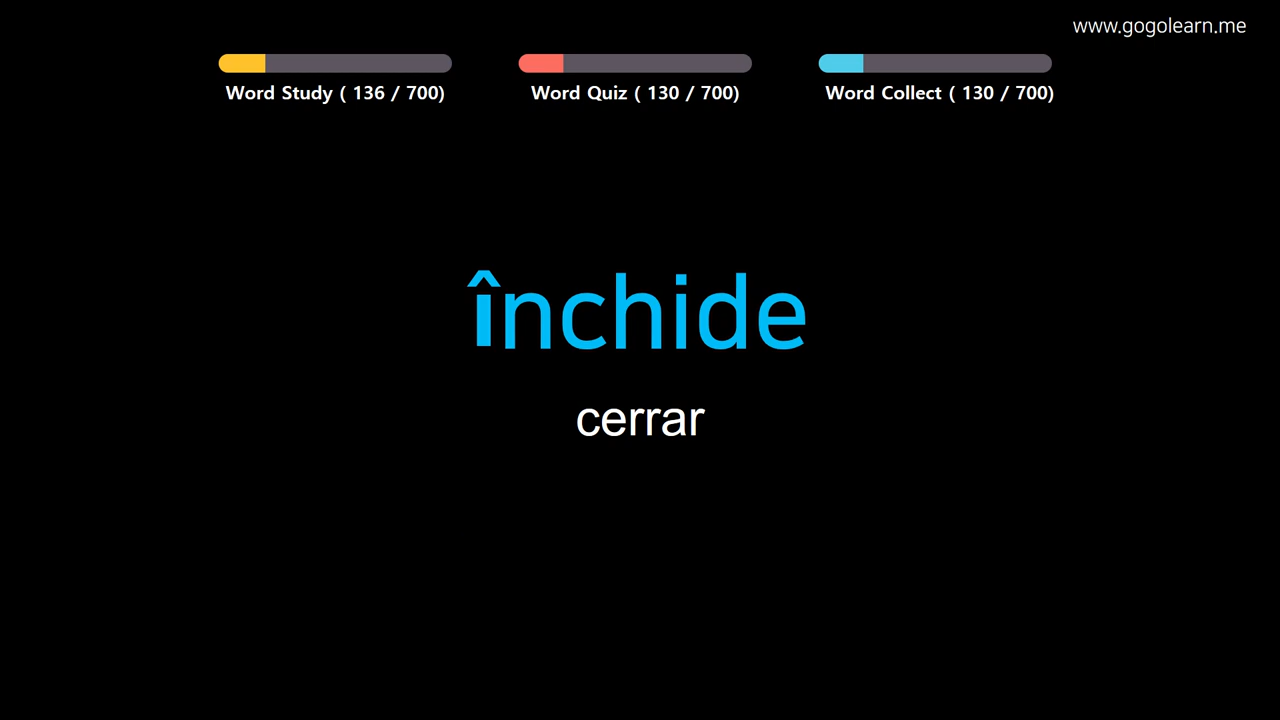 www.gogolearn.me
Word Study ( 136 / 700)
Word Quiz ( 130 / 700)
Word Collect ( 130 / 700)
închide
cerrar